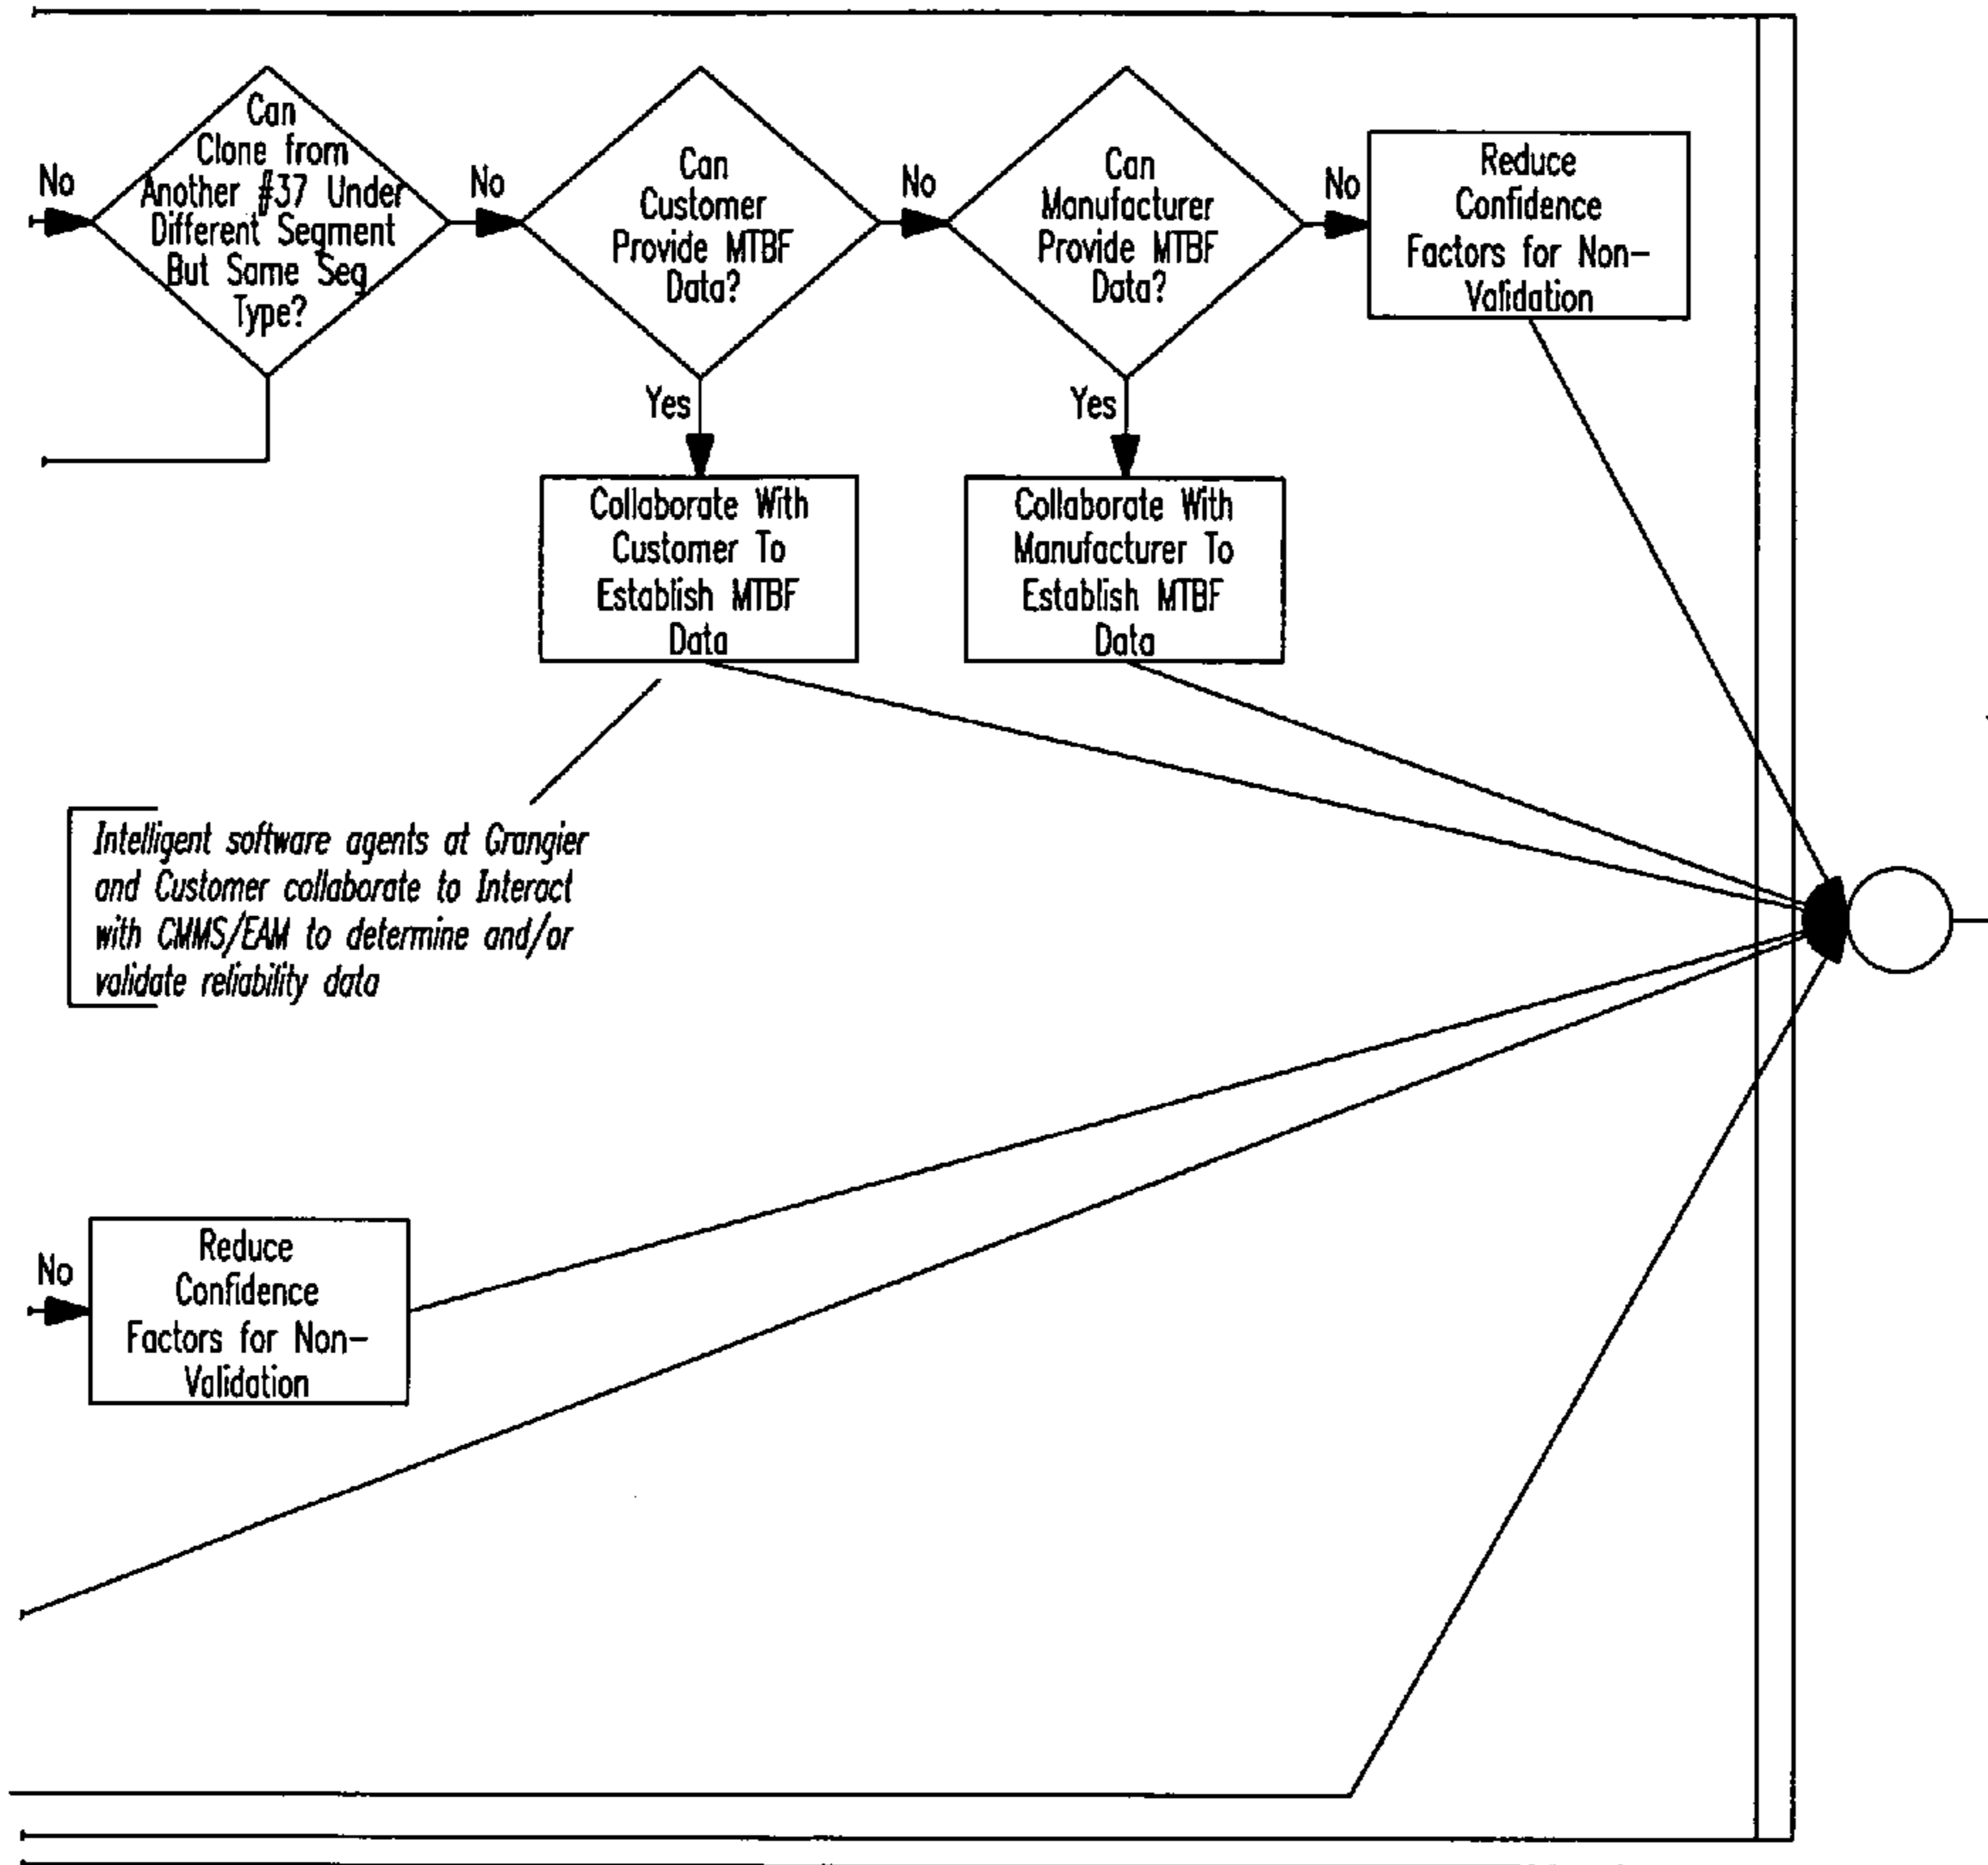 No
Can
Clone from
Another #37 Under
Different Segment
But Same Seg
Type?
No
Can
Customer
Provide MTBF
Data?
No
Can
Manufacturer
Provide MTBF
Data?
No
Reduce
Confidence
Factors for Non-
Validation
Yes
Yes
Collaborate With
Customer To
Establish MTBF
Data
Collaborate With
Manufacturer To
Establish MTBF
Data
Intelligent software agents at Grangier
and Customer collaborate to Interact
with CMMS/EAM to determine and/or
validate reliability data
No
Reduce
Confidence
Factors for Non-
Validation